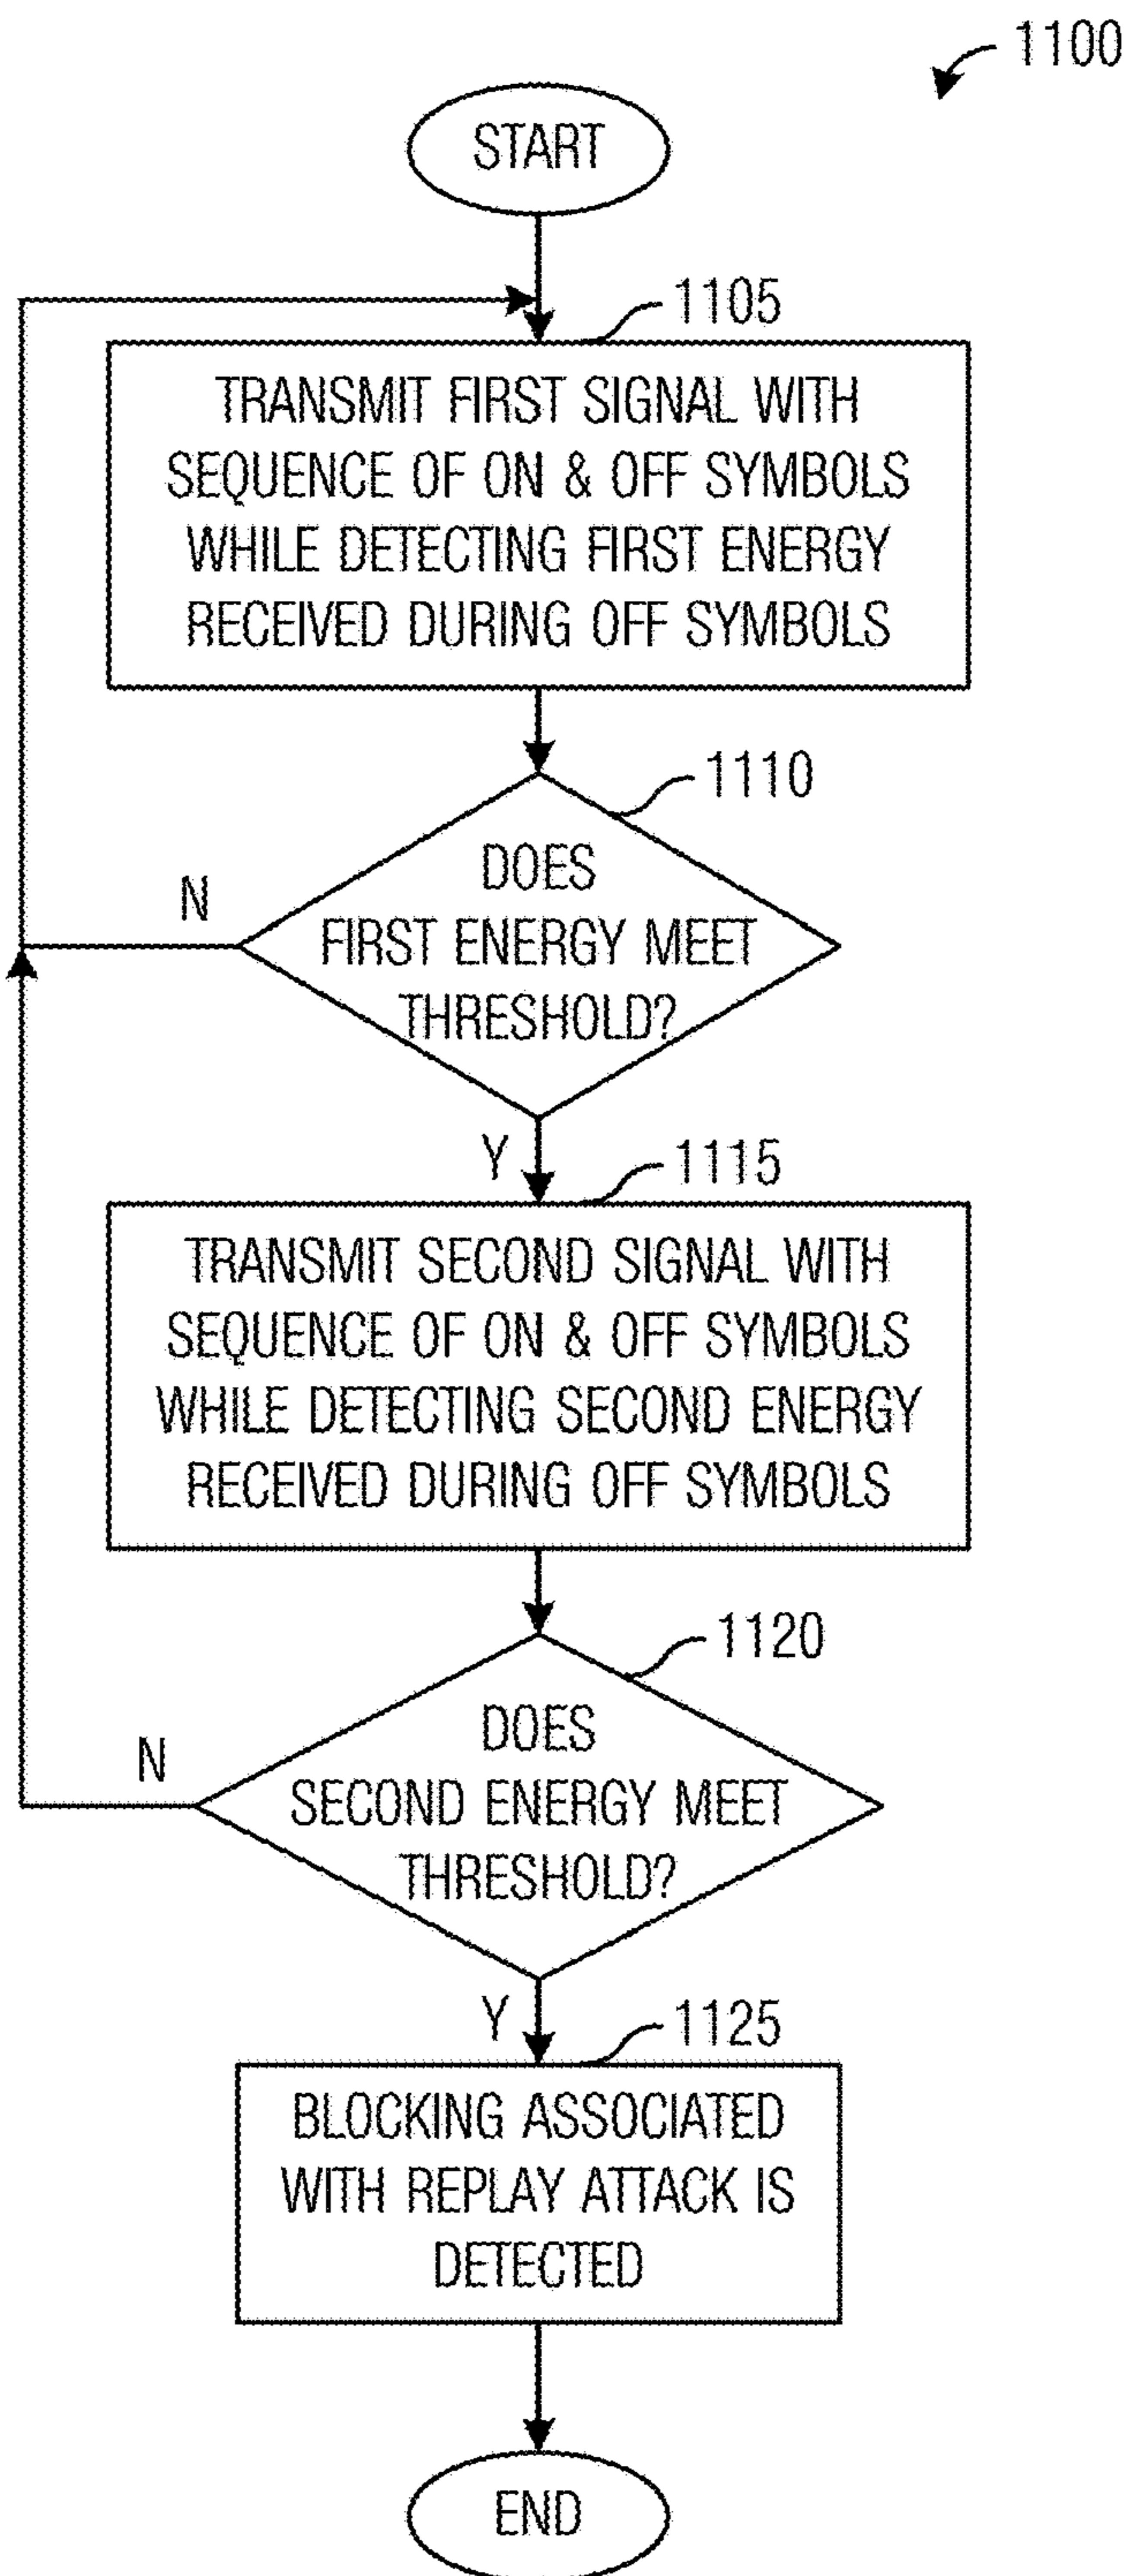 1100
START
1105
TRANSMIT FIRST SIGNAL WITH
SEQUENCE OF ON & OFF SYMBOLS
WHILE DETECTING FIRST ENERGY
RECEIVED DURING OFF SYMBOLS
1110
DOES
FIRST ENERGY MEET
THRESHOLD?
N
Y
1115
TRANSMIT SECOND SIGNAL WITH
SEQUENCE OF ON & OFF SYMBOLS
WHILE DETECTING SECOND ENERGY
RECEIVED DURING OFF SYMBOLS
1120
DOES
SECOND ENERGY MEET
THRESHOLD?
N
Y
1125
BLOCKING ASSOCIATED
WITH REPLAY ATTACK IS
DETECTED
END